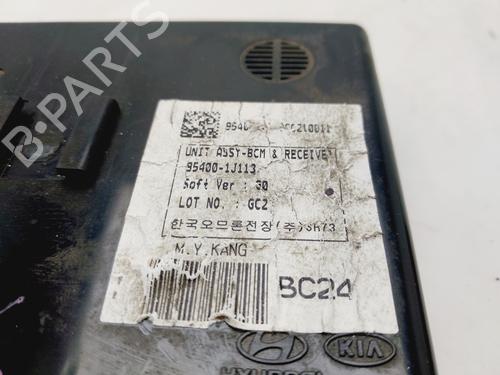 UNIT ASSY-BCM & RECEIVER
95400-1J113
Soft Ver : 30
LOT NO. : GC2
한국오므론전장(주)
M.Y.KANG
BC24
KIA
HYUNDAI
B-PARTS